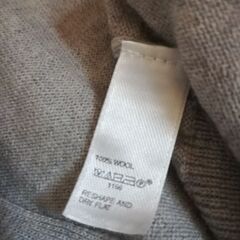 100% WOOL
RESHAPE AND
DRY FLAT